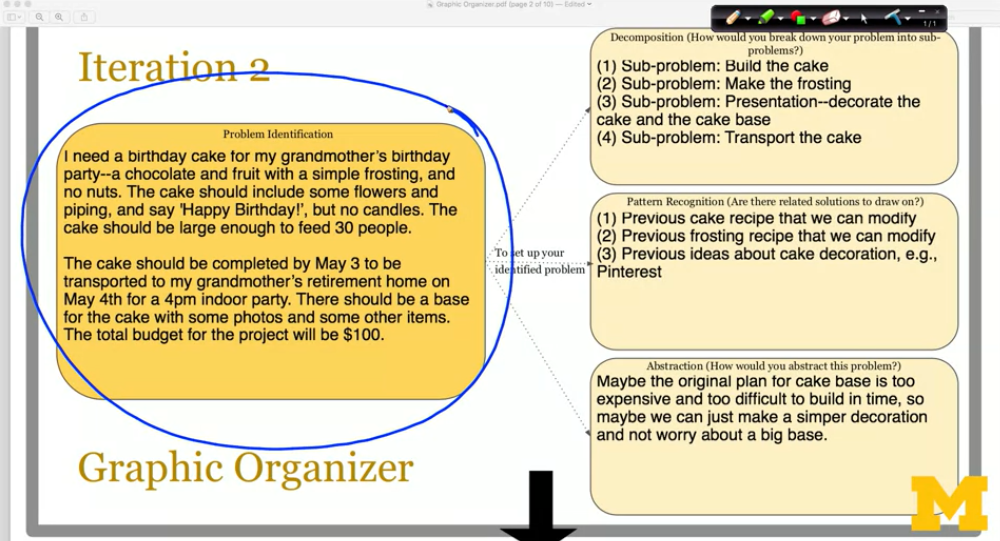 Graphic Organizer.pdf (page 2 of 10) — Edited
1/1
Iteration 2
Problem Identification
I need a birthday cake for my grandmother's birthday
party--a chocolate and fruit with a simple frosting, and
no nuts. The cake should include some flowers and
piping, and say 'Happy Birthday!', but no candles. The
cake should be large enough to feed 30 people.
The cake should be completed by May 3 to be
transported to my grandmother's retirement home on
May 4th for a 4pm indoor party. There should be a base
for the cake with some photos and some other items.
The total budget for the project will be $100.
Graphic Organizer
To set up your
identified problem
Decomposition (How would you break down your problem into sub-
problems?)
(1) Sub-problem: Build the cake
(2) Sub-problem: Make the frosting
(3) Sub-problem: Presentation--decorate the
cake and the cake base
(4) Sub-problem: Transport the cake
Pattern Recognition (Are there related solutions to draw on?)
(1) Previous cake recipe that we can modify
(2) Previous frosting recipe that we can modify
(3) Previous ideas about cake decoration, e.g.,
Pinterest
Abstraction (How would you abstract this problem?)
Maybe the original plan for cake base is too
expensive and too difficult to build in time, so
maybe we can just make a simper decoration
and not worry about a big base.
M